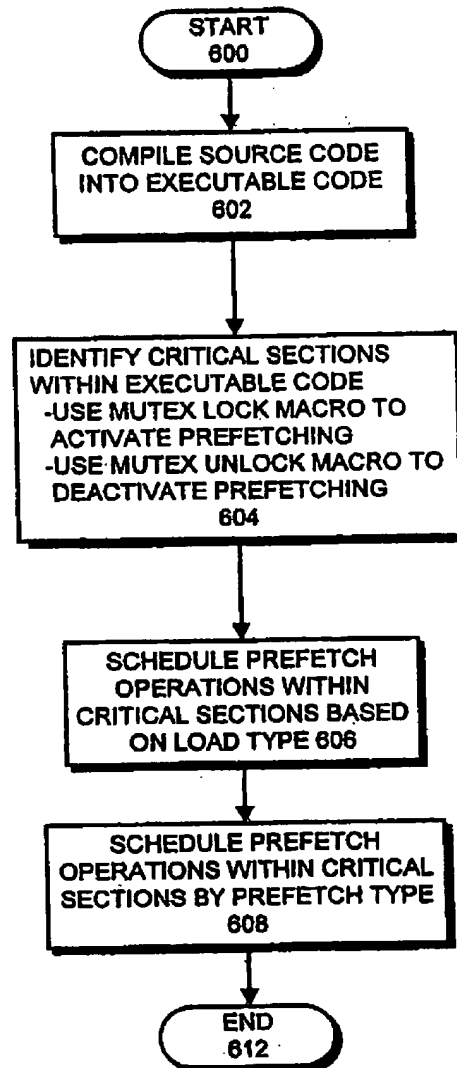 START
600
COMPILE SOURCE CODE
INTO EXECUTABLE CODE
602
IDENTIFY CRITICAL SECTIONS
WITHIN EXECUTABLE CODE
-USE MUTEX LOCK MACRO TO
ACTIVATE PREFETCHING
-USE MUTEX UNLOCK MACRO TO
DEACTIVATE PREFETCHING
604
SCHEDULE PREFETCH
OPERATIONS WITHIN
CRITICAL SECTIONS BASED
ON LOAD TYPE 606
SCHEDULE PREFETCH
OPERATIONS WITHIN CRITICAL
SECTIONS BY PREFETCH TYPE
608
END
612